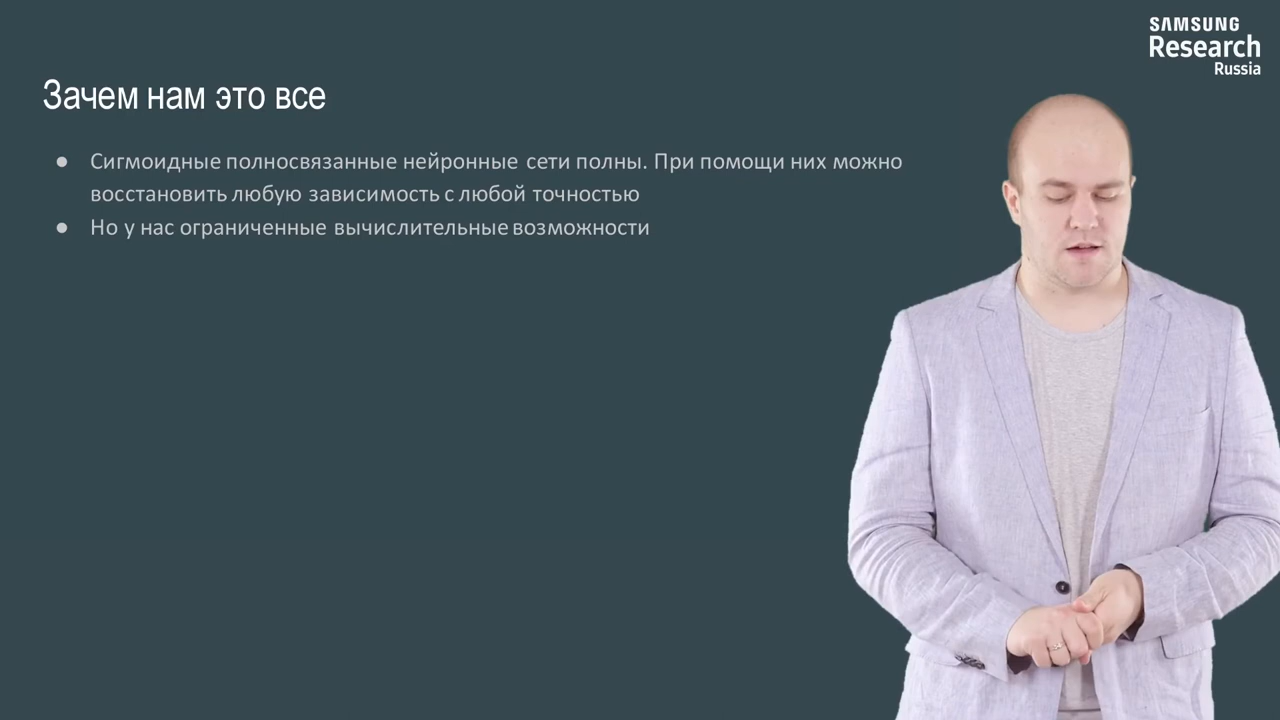 SAMSUNG
Research
Russia
Зачем нам это все
● Сигмоидные полносвязанные нейронные сети полны. При помощи них можно
восстановить любую зависимость с любой точностью
● Но у нас ограниченные вычислительные возможности